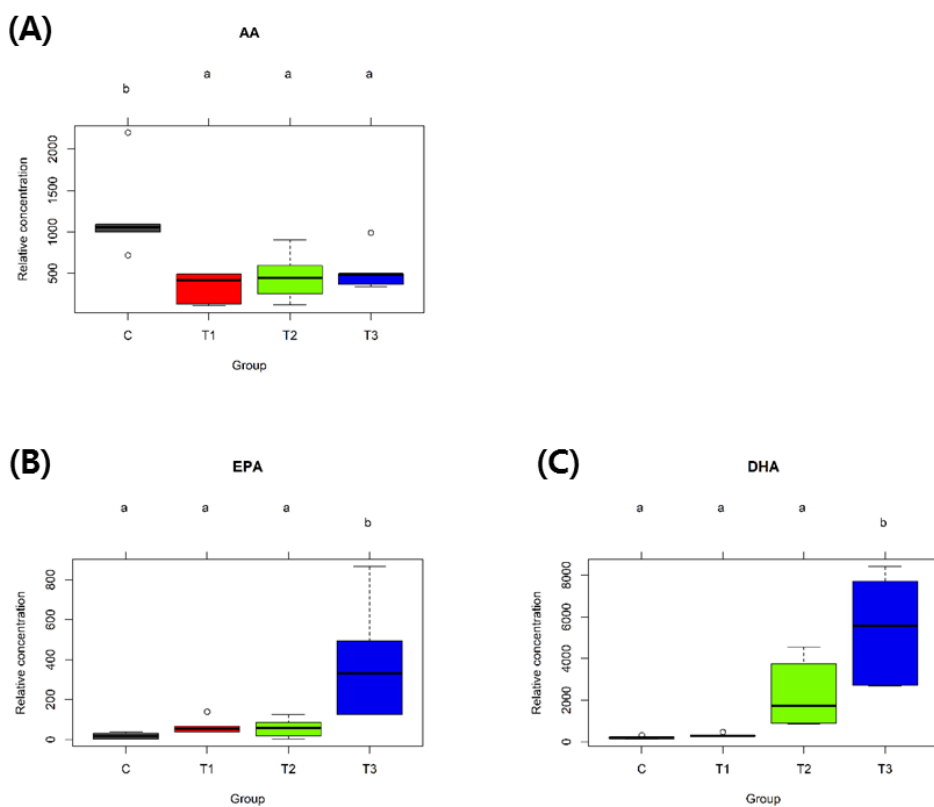 (A)
AA
b a a a
Relative concentration
500 1000 1500 2000
C T1 T2 T3
Group
(B)
EPA
a a a b
Relative concentration
0 200 400 600 800
C T1 T2 T3
Group
(C)
DHA
a a a b
Relative concentration
0 2000 4000 6000 8000
C T1 T2 T3
Group